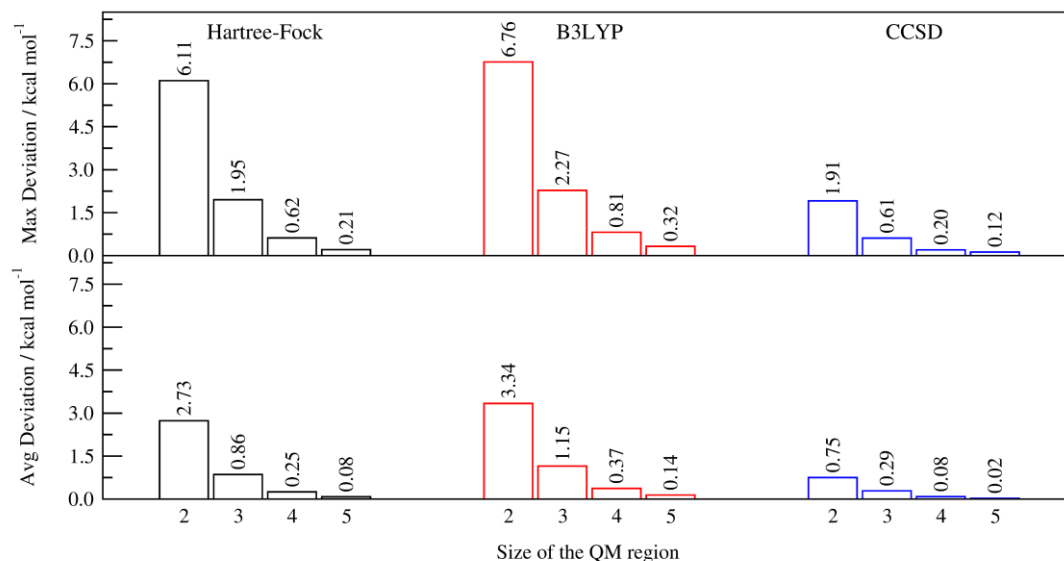 Hartree-Fock B3LYP CCSD
Max Deviation / kcal mol⁻¹
7.5
6.0
4.5
3.0
1.5
0.0
6.11 1.95 0.62 0.21
6.76 2.27 0.81 0.32
1.91 0.61 0.20 0.12
Avg Deviation / kcal mol⁻¹
7.5
6.0
4.5
3.0
1.5
0.0
2.73 0.86 0.25 0.08
3.34 1.15 0.37 0.14
0.75 0.29 0.08 0.02
2 3 4 5 2 3 4 5 2 3 4 5
Size of the QM region